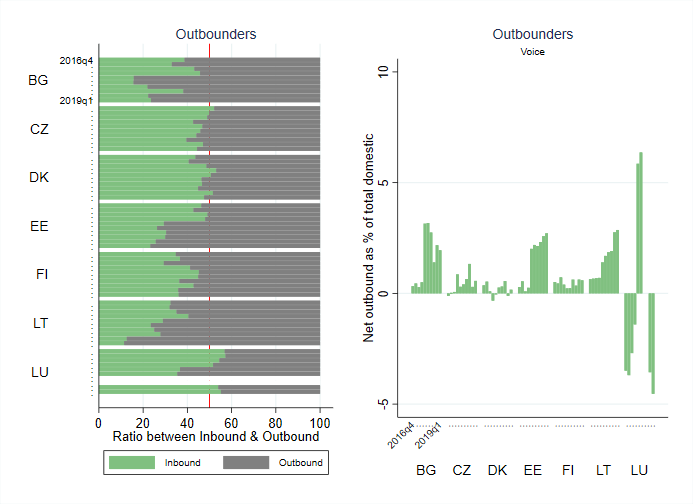 Outbounders
2016q4
BG
2019q1
CZ
DK
EE
FI
LT
LU
0 20 40 60 80 100
Ratio between Inbound & Outbound
Inbound Outbound
Outbounders
Voice
Net outbound as % of total domestic
10
5
0
-5
2016q4 2019q1
BG CZ DK EE FI LT LU